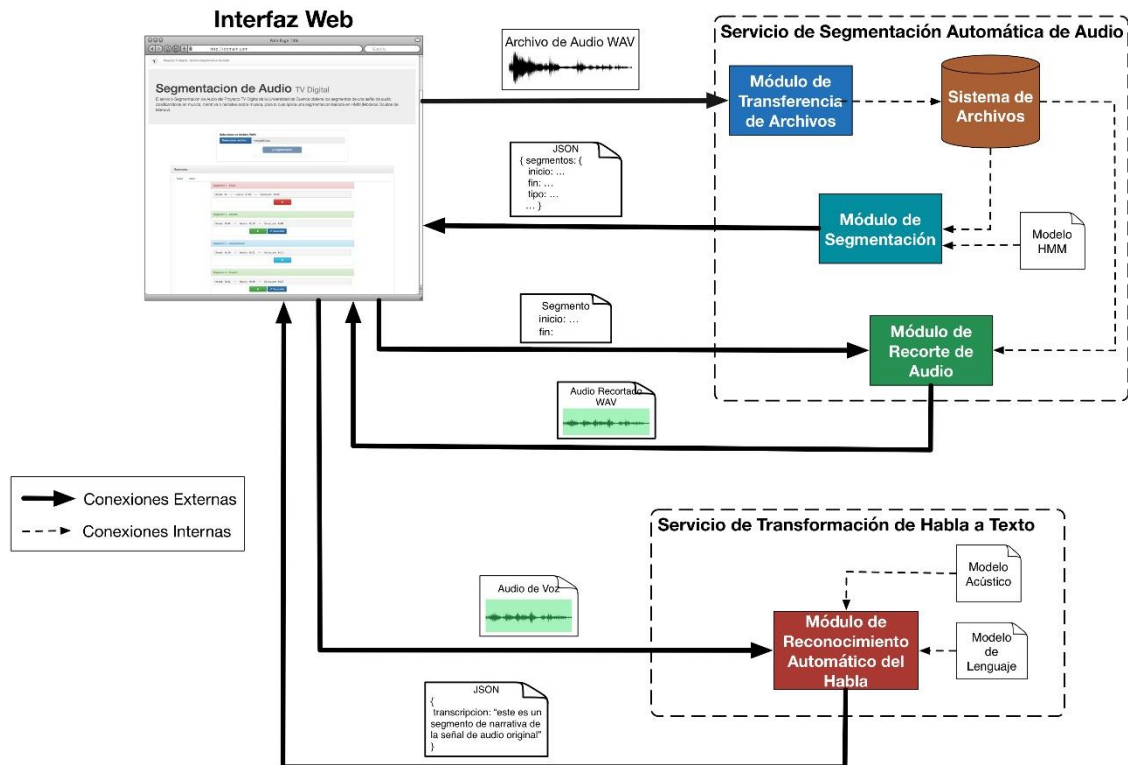 Interfaz Web
Segmentacion de Audio TV Digital
Archivo de Audio WAV
Servicio de Segmentación Automática de Audio
Módulo de
Transferencia
de Archivos
Sistema de
Archivos
JSON
{ segmentos: {
inicio: ...
fin: ...
tipo: ...
... }
Módulo de
Segmentación
Modelo
HMM
Segmento
inicio: ...
fin:
Módulo de
Recorte de
Audio
Audio Recortado
WAV
Conexiones Externas
Conexiones Internas
Servicio de Transformación de Habla a Texto
Audio de Voz
Modelo
Acústico
Módulo de
Reconocimiento
Automático del
Habla
Modelo
de
Lenguaje
JSON
{
transcripcion: "este es un
segmento de narrativa de
la señal de audio original"
}